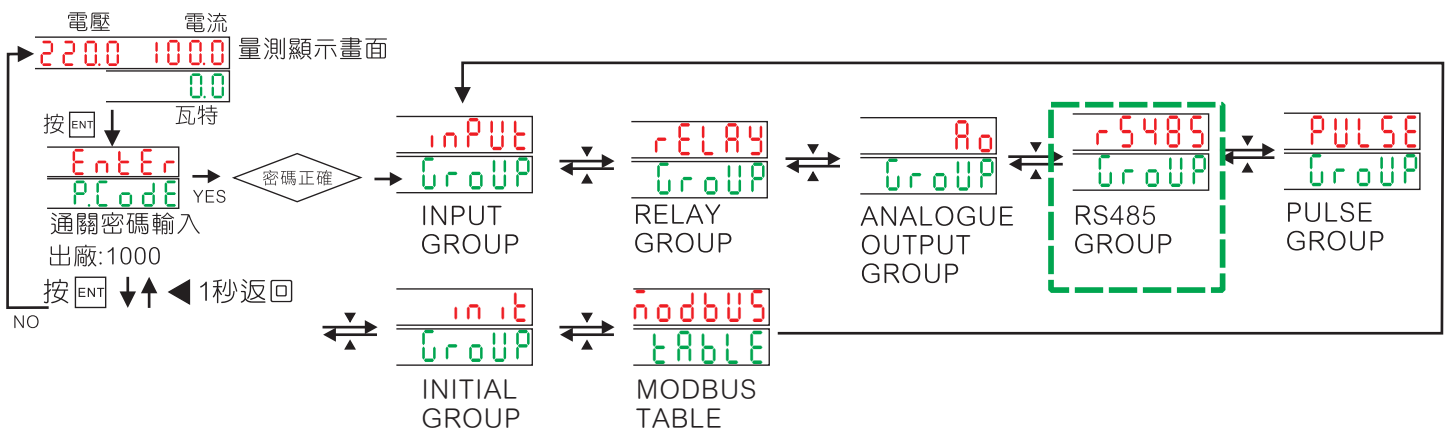 電壓 電流
220.0 100.0 量測顯示畫面
0.0
瓦特
按 ENT
EntEr
P.CodE
YES
密碼正確
通關密碼輸入
出廠:1000
按 ENT 1秒返回
NO
inPUt
GroUP
INPUT
GROUP
rELAY
GroUP
RELAY
GROUP
Ao
GroUP
ANALOGUE
OUTPUT
GROUP
rS485
GroUP
RS485
GROUP
PULSE
GroUP
PULSE
GROUP
init
GroUP
INITIAL
GROUP
modbUS
tAbLE
MODBUS
TABLE